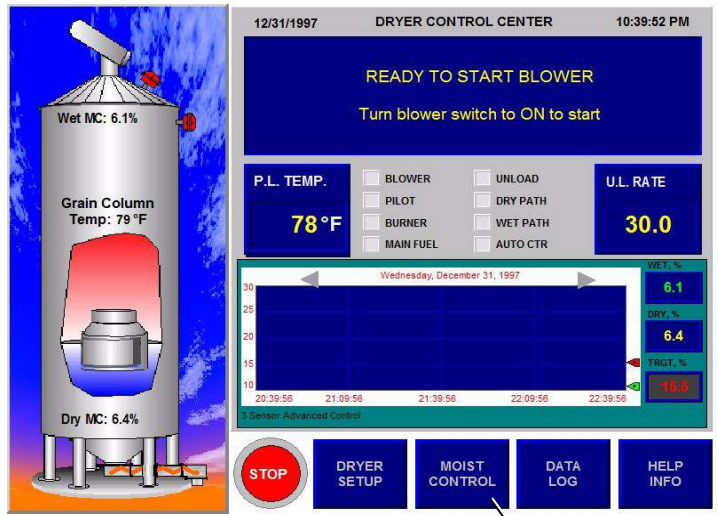 Wet MC: 6.1%
Grain Column
Temp: 79 °F
Dry MC: 6.4%
12/31/1997 DRYER CONTROL CENTER 10:39:52 PM
READY TO START BLOWER
Turn blower switch to ON to start
P.L. TEMP.
78°F
BLOWER
PILOT
BURNER
MAIN FUEL
UNLOAD
DRY PATH
WET PATH
AUTO CTR
U.L. RATE
30.0
Wednesday, December 31, 1997
30
25
20
15
10
20:39:56 21:09:56 21:39:56 22:09:56 22:39:56
3 Sensor Advanced Control
WET, %
6.1
DRY, %
6.4
TRGT, %
15.5
STOP
DRYER
SETUP
MOIST
CONTROL
DATA
LOG
HELP
INFO